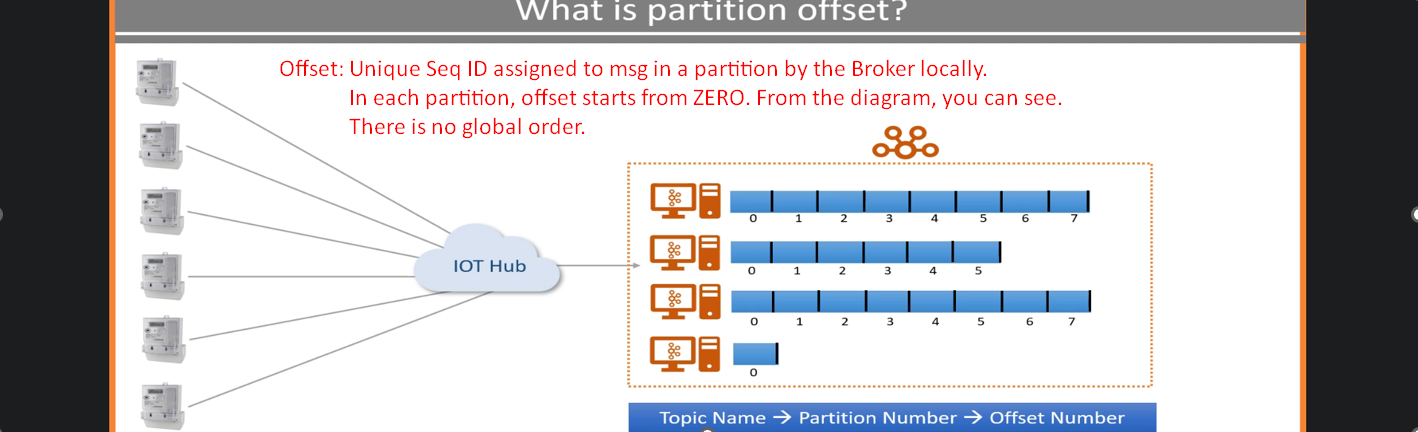 What is partition offset?
Offset: Unique Seq ID assigned to msg in a partition by the Broker locally.
In each partition, offset starts from ZERO. From the diagram, you can see.
There is no global order.
IOT Hub
0 1 2 3 4 5 6 7
0 1 2 3 4 5
0 1 2 3 4 5 6 7
0
Topic Name → Partition Number → Offset Number